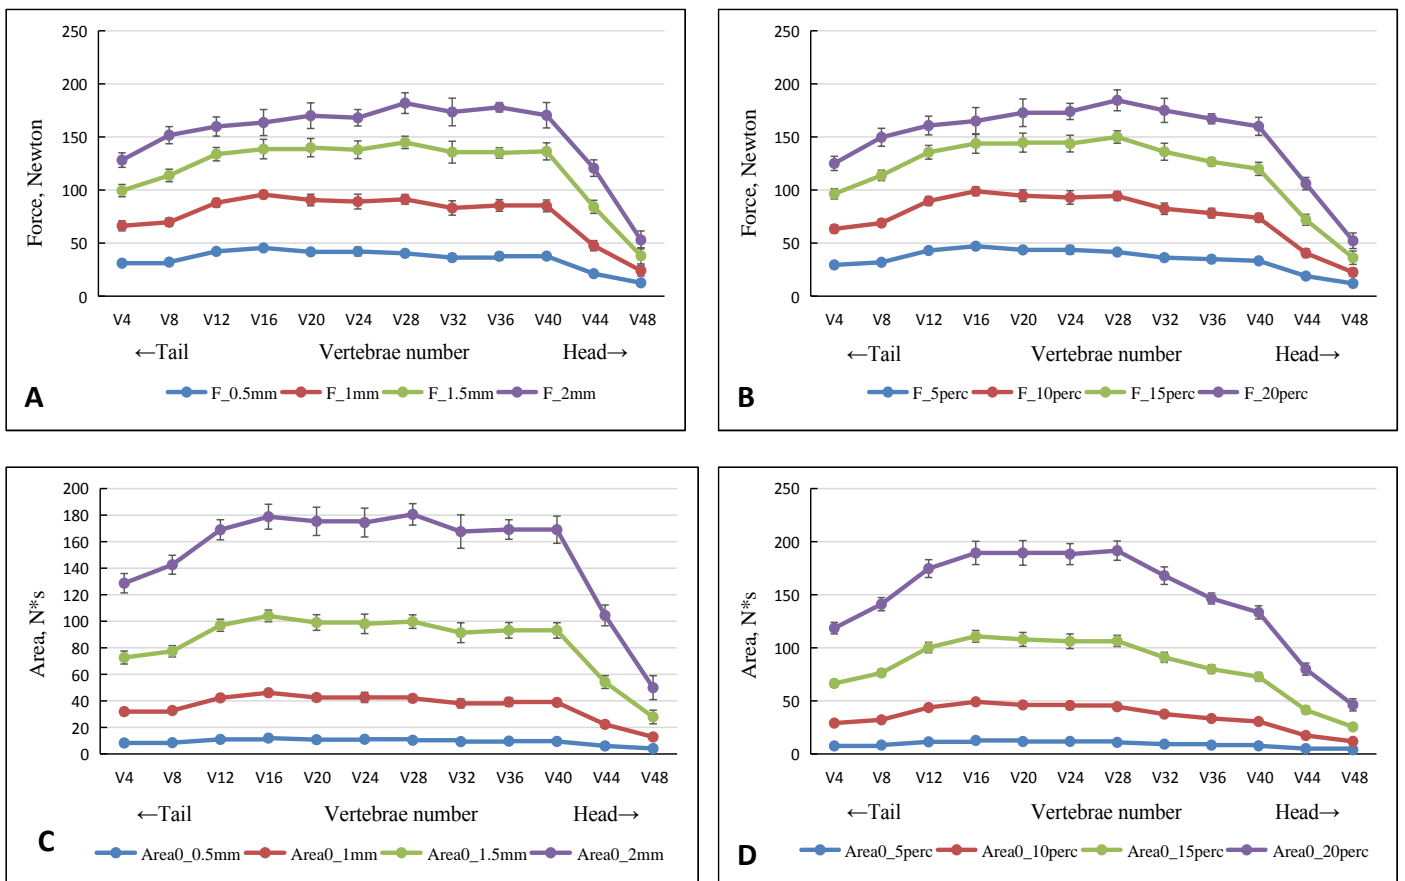 250
200
150
100
50
0
Force, Newton
V4 V8 V12 V16 V20 V24 V28 V32 V36 V40 V44 V48
←Tail Vertebrae number Head→
F_0.5mm F_1mm F_1.5mm F_2mm
A
250
200
150
100
50
0
Force, Newton
V4 V8 V12 V16 V20 V24 V28 V32 V36 V40 V44 V48
←Tail Vertebrae number Head→
F_5perc F_10perc F_15perc F_20perc
B
200
180
160
140
120
100
80
60
40
20
0
Area, N*s
V4 V8 V12 V16 V20 V24 V28 V32 V36 V40 V44 V48
←Tail Vertebrae number Head→
C
Area0_0.5mm Area0_1mm Area0_1.5mm Area0_2mm
250
200
150
100
50
0
Area, N*s
V4 V8 V12 V16 V20 V24 V28 V32 V36 V40 V44 V48
←Tail Vertebrae number Head→
D
Area0_5perc Area0_10perc Area0_15perc Area0_20perc